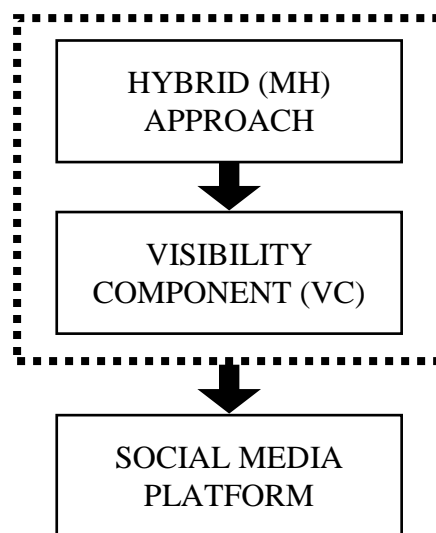 HYBRID (MH)
APPROACH
VISIBILITY
COMPONENT (VC)
SOCIAL MEDIA
PLATFORM